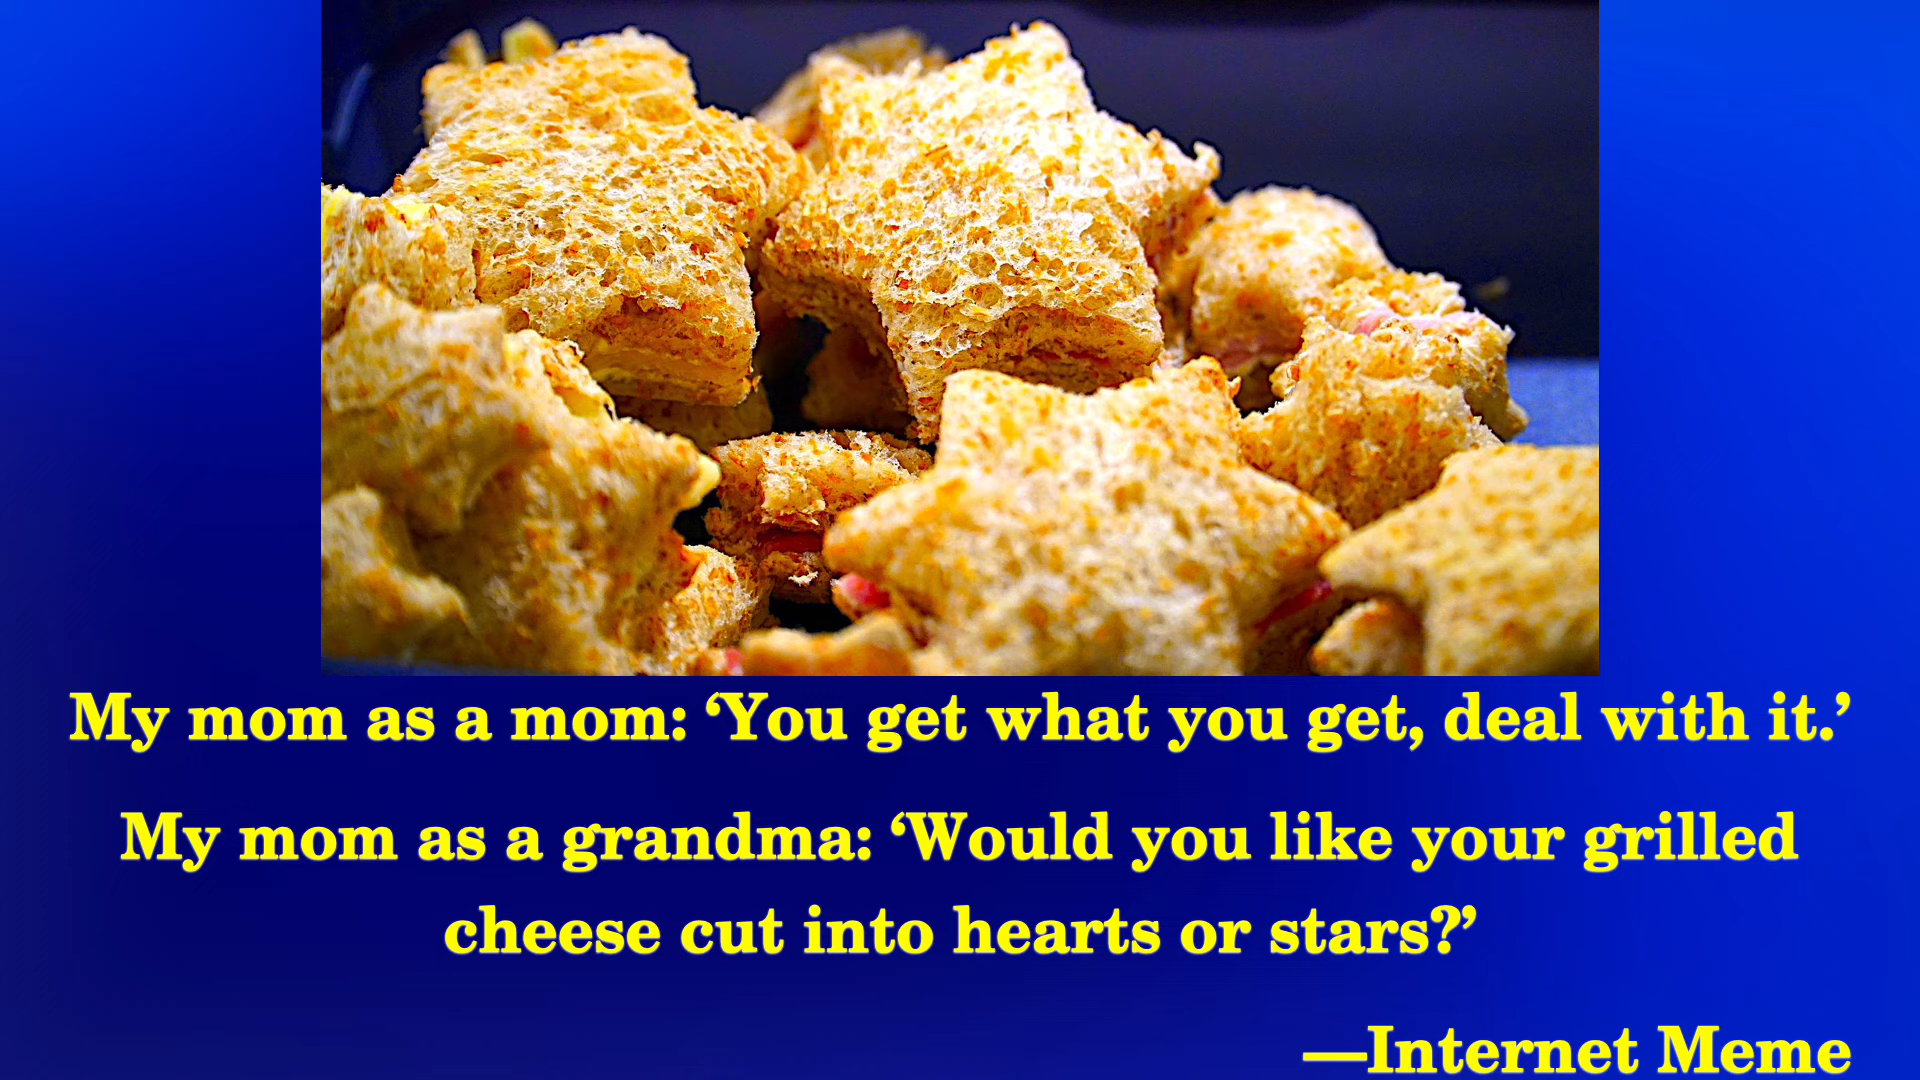 My mom as a mom: ‘You get what you get, deal with it.’
My mom as a grandma: ‘Would you like your grilled
cheese cut into hearts or stars?’
—Internet Meme